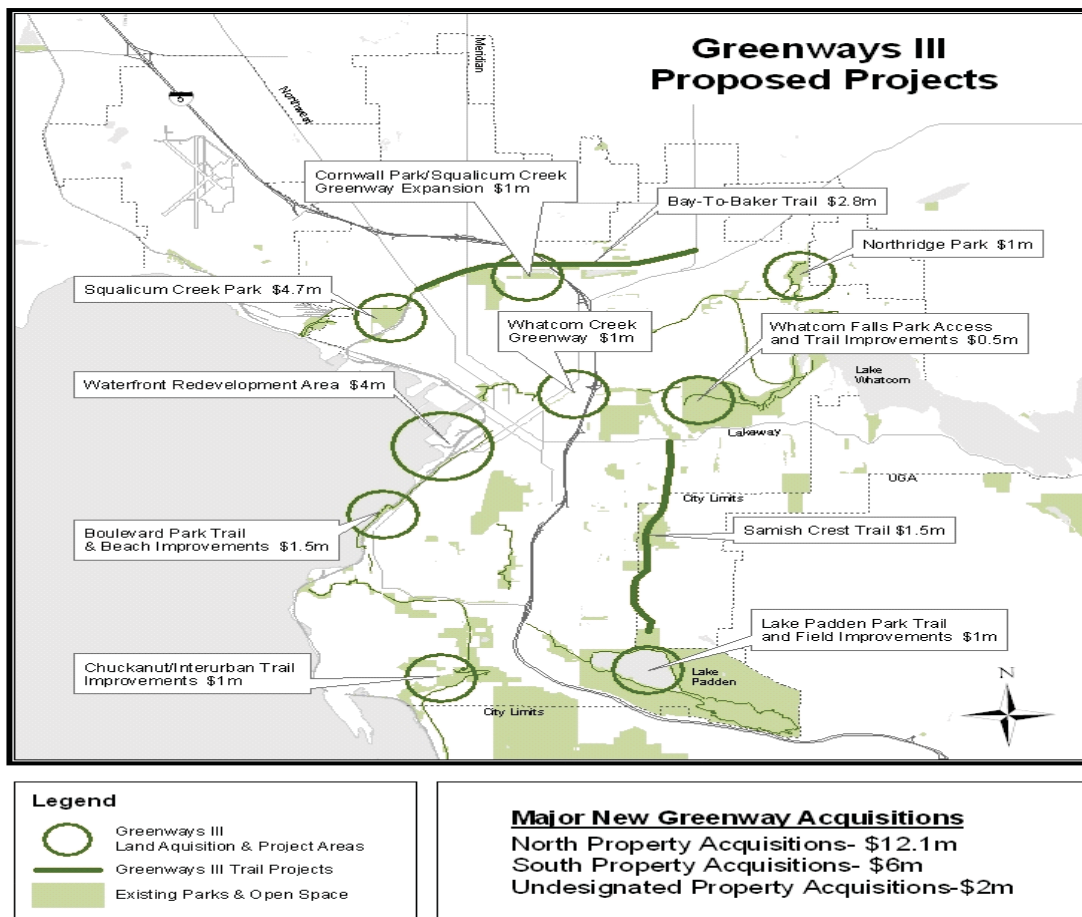 Greenways III
Proposed Projects
Meridian
Northwest
5
Cornwall Park/Squalicum Creek
Greenway Expansion $1m
Bay-To-Baker Trail $2.8m
Northridge Park $1m
Squalicum Creek Park $4.7m
Whatcom Creek
Greenway $1m
Whatcom Falls Park Access
and Trail Improvements $0.5m
Lake
Whatcom
Waterfront Redevelopment Area $4m
Lakeway
UGA
City Limits
Boulevard Park Trail
& Beach Improvements $1.5m
Samish Crest Trail $1.5m
Lake Padden Park Trail
and Field Improvements $1m
Chuckanut/Interurban Trail
Improvements $1m
Lake
Padden
N
City Limits
Legend
Greenways III
Land Aquisition & Project Areas
Greenways III Trail Projects
Existing Parks & Open Space
Major New Greenway Acquisitions
North Property Acquisitions- $12.1m
South Property Acquisitions- $6m
Undesignated Property Acquisitions-$2m